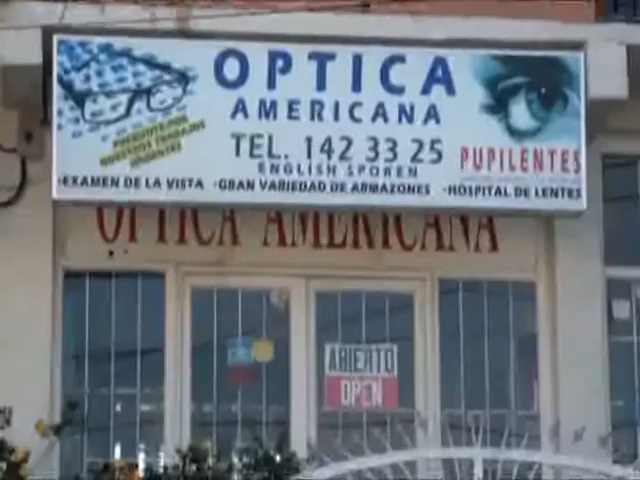 OPTICA
AMERICANA
TEL. 142 33 25
ENGLISH SPOREN
PUPILENTES
·EXAMEN DE LA VISTA ·GRAN VARIEDAD DE ARMAZONES ·HOSPITAL DE LENTES
OPTICA AMERICANA
ABIERTO
OPEN